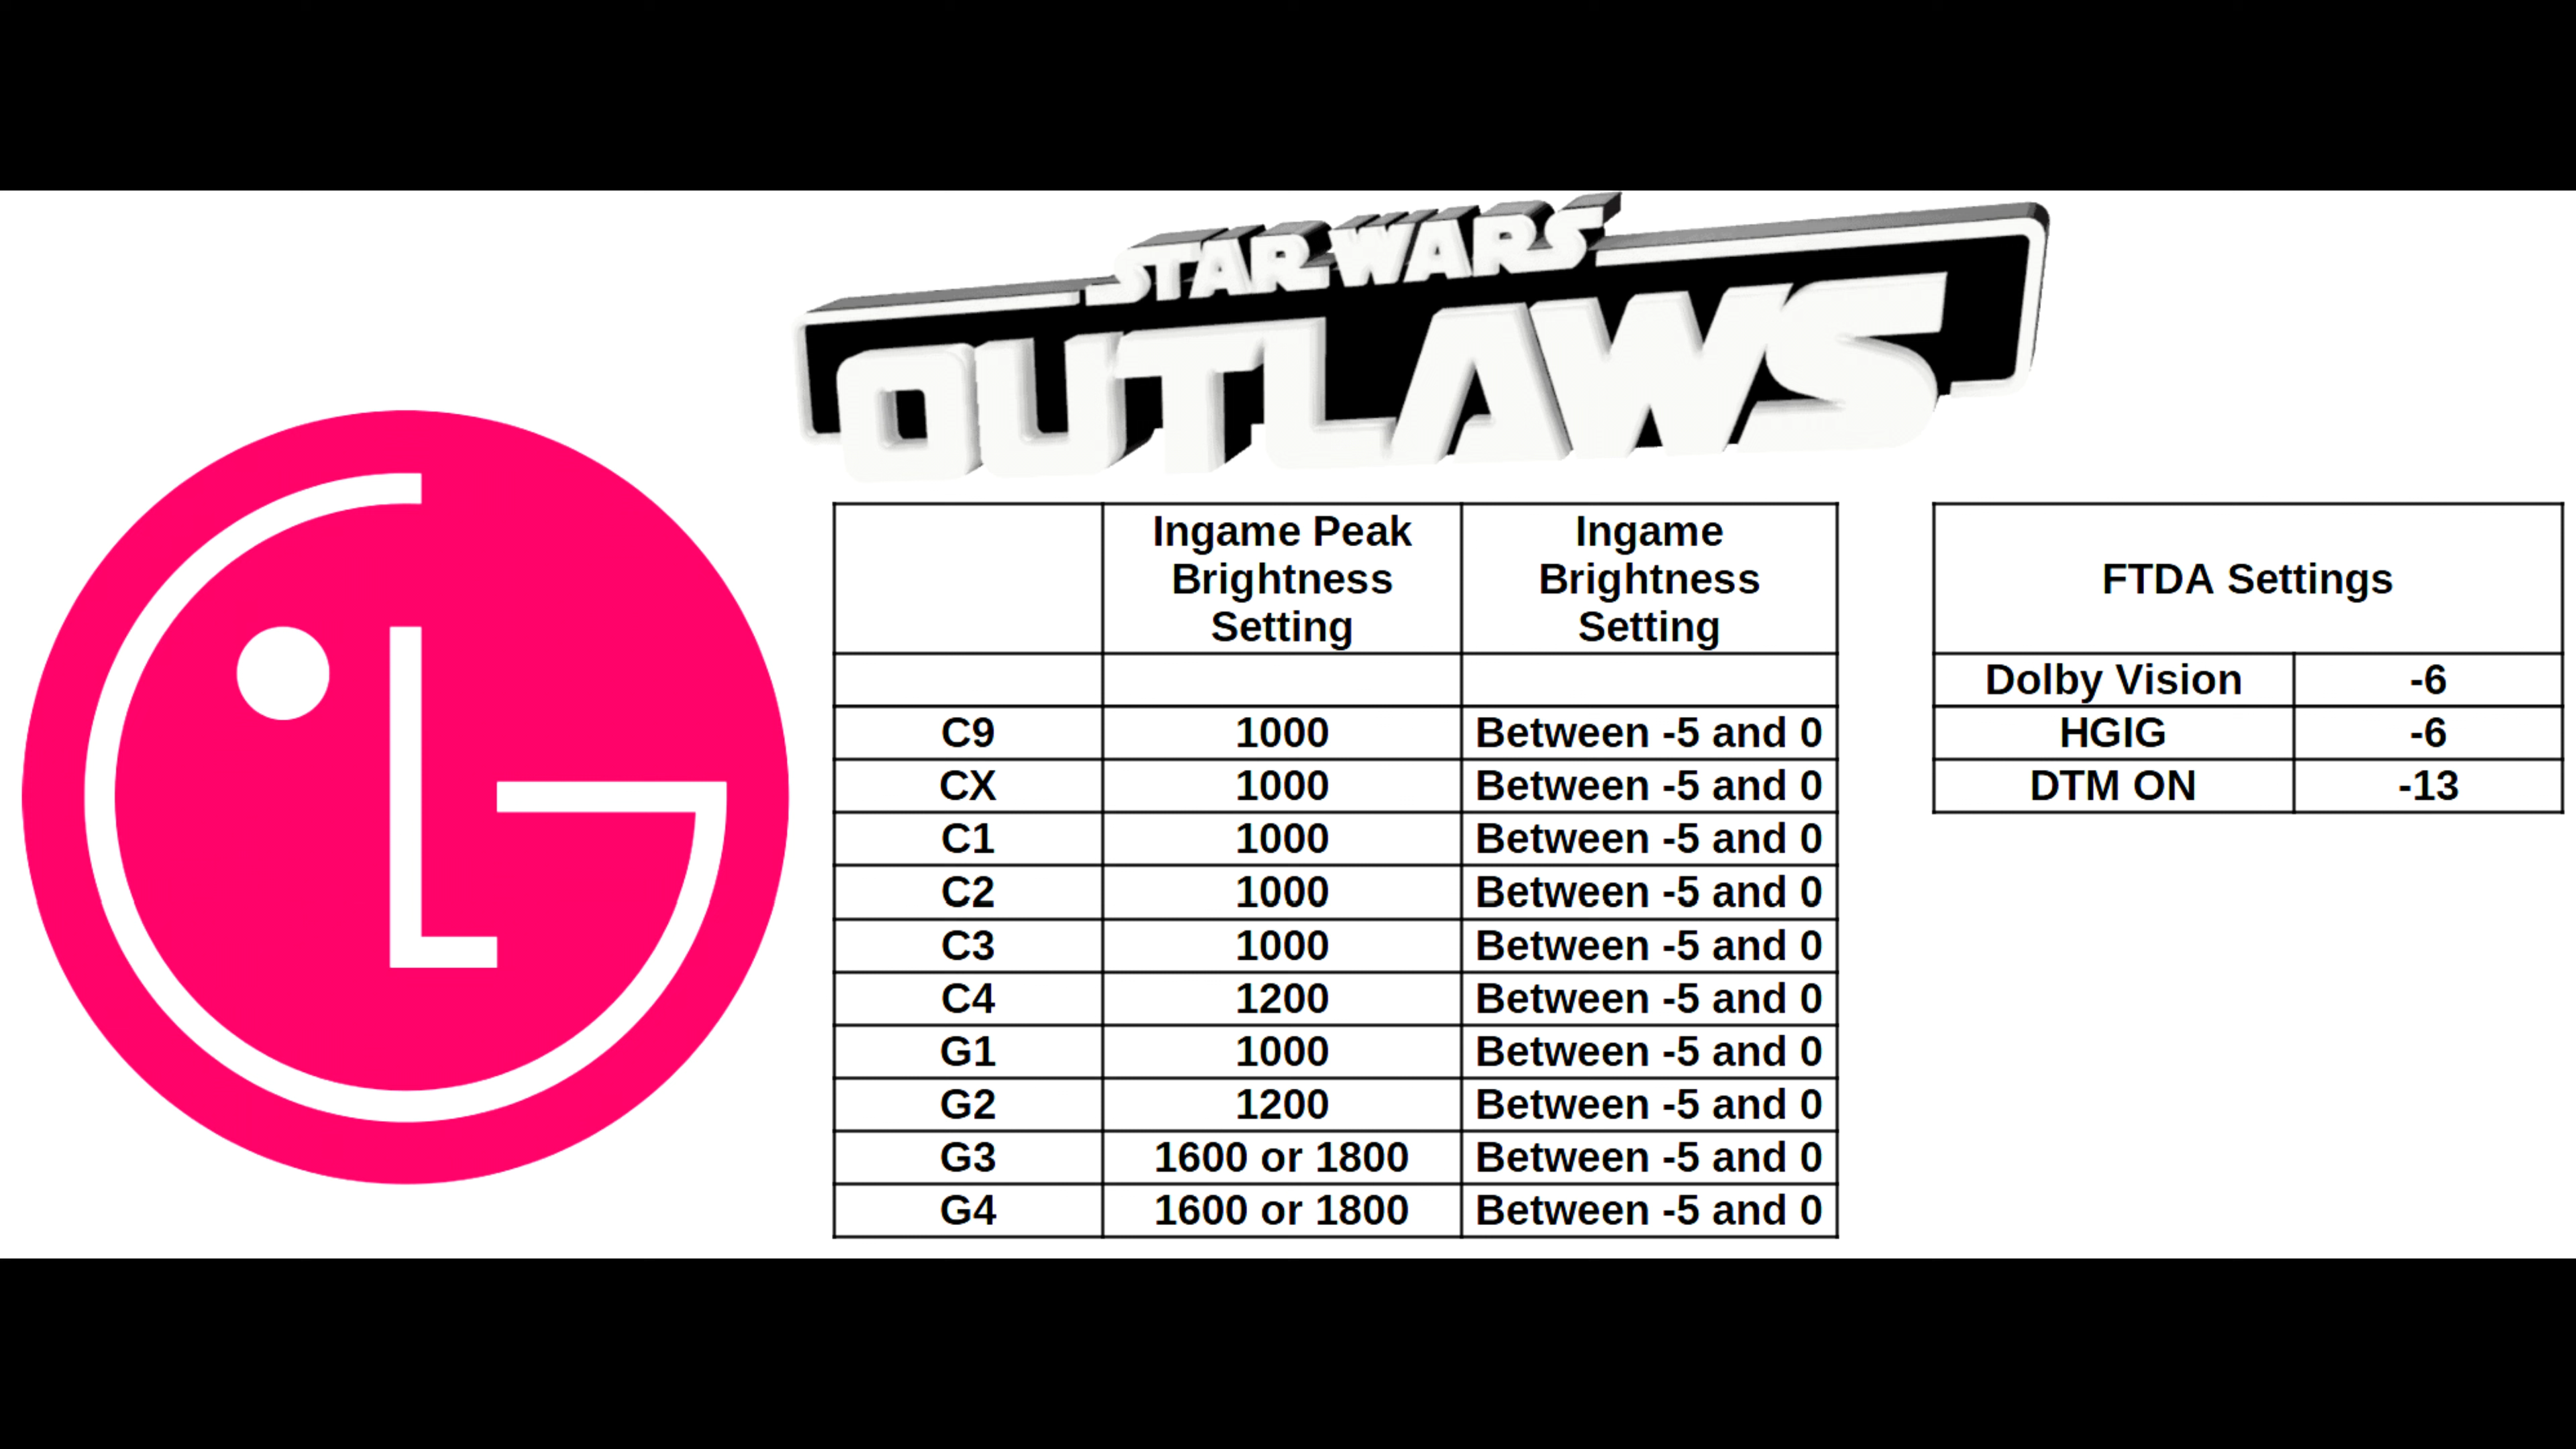 STAR WARS
OUTLAWS
Ingame Peak
Brightness
Setting
Ingame
Brightness
Setting
C9 1000 Between -5 and 0
CX 1000 Between -5 and 0
C1 1000 Between -5 and 0
C2 1000 Between -5 and 0
C3 1000 Between -5 and 0
C4 1200 Between -5 and 0
G1 1000 Between -5 and 0
G2 1200 Between -5 and 0
G3 1600 or 1800 Between -5 and 0
G4 1600 or 1800 Between -5 and 0
FTDA Settings
Dolby Vision -6
HGIG -6
DTM ON -13
LG